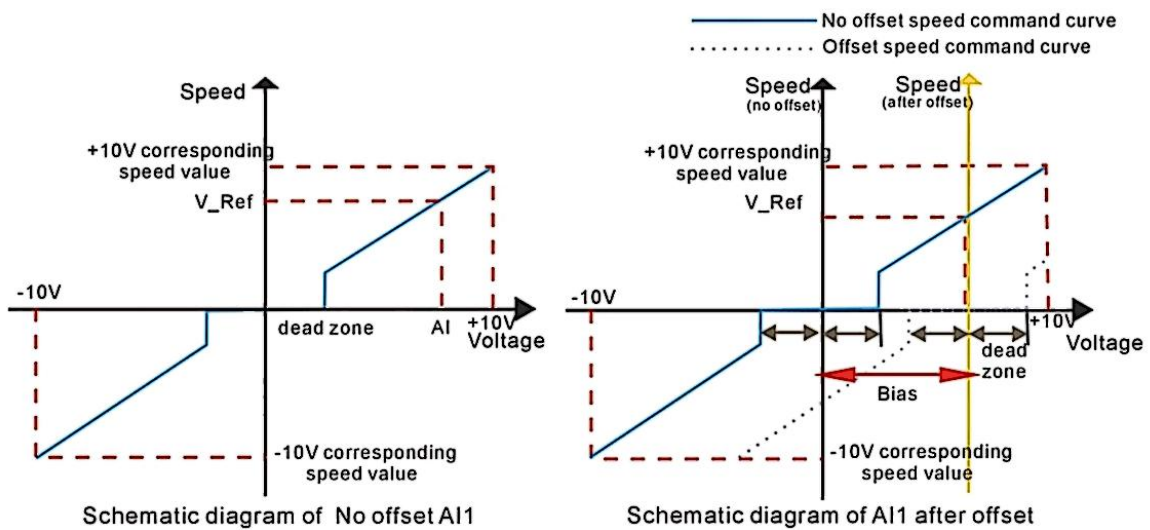 No offset speed command curve
Offset speed command curve
Speed
+10V corresponding
speed value
V_Ref
-10V
dead zone
AI
+10V
Voltage
-10V corresponding
speed value
Schematic diagram of No offset AI1
Speed
(no offset)
Speed
(after offset)
+10V corresponding
speed value
V_Ref
-10V
+10V
dead
zone
Voltage
Bias
-10V corresponding
speed value
Schematic diagram of AI1 after offset